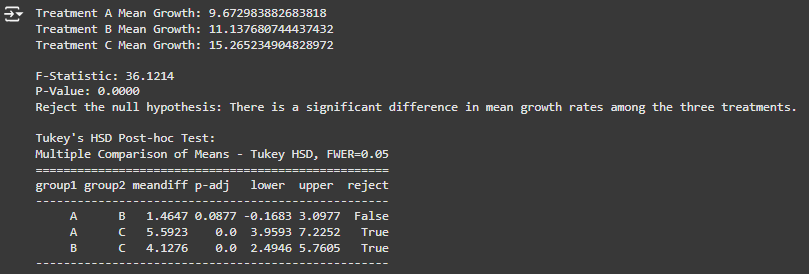 Treatment A Mean Growth: 9.672983882683818
Treatment B Mean Growth: 11.137680744437432
Treatment C Mean Growth: 15.265234904828972
F-Statistic: 36.1214
P-Value: 0.0000
Reject the null hypothesis: There is a significant difference in mean growth rates among the three treatments.
Tukey's HSD Post-hoc Test:
Multiple Comparison of Means - Tukey HSD, FWER=0.05
===================================================
group1 group2 meandiff p-adj   lower  upper  reject
---------------------------------------------------
     A      B   1.4647 0.0877 -0.1683 3.0977  False
     A      C   5.5923    0.0  3.9593 7.2252   True
     B      C   4.1276    0.0  2.4946 5.7605   True
---------------------------------------------------